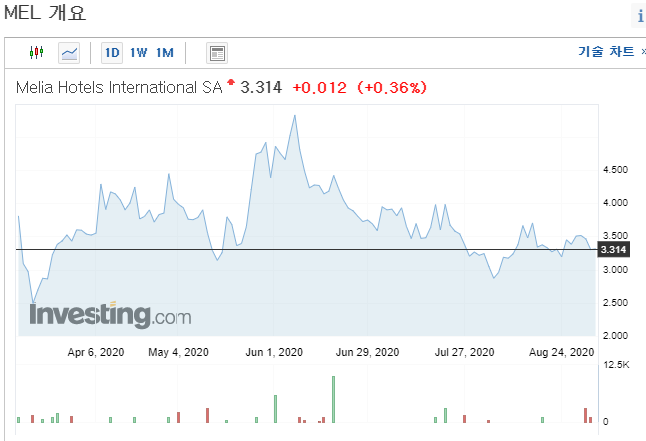 MEL 개요
1D 1W 1M 기술 차트 »
Melia Hotels International SA 3.314 +0.012 (+0.36%)
4.500
4.000
3.500
3.314
3.000
2.500
2.000
Investing.com
Apr 6, 2020 May 4, 2020 Jun 1, 2020 Jun 29, 2020 Jul 27, 2020 Aug 24, 2020
12.5K
0